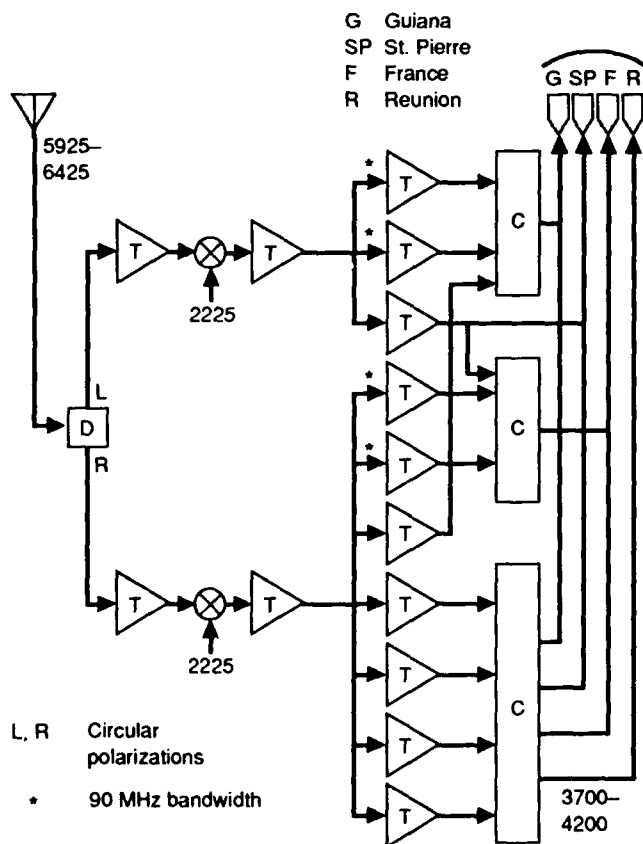 G Guiana
SP St. Pierre
F France
R Reunion
G SP F R
5925–
6425
*
T
C
T
T
*
T
2225
T
*
T
L
C
D
*
T
R
T
T
T
T
2225
T
C
T
L, R Circular
polarizations
T
* 90 MHz bandwidth
3700–
4200